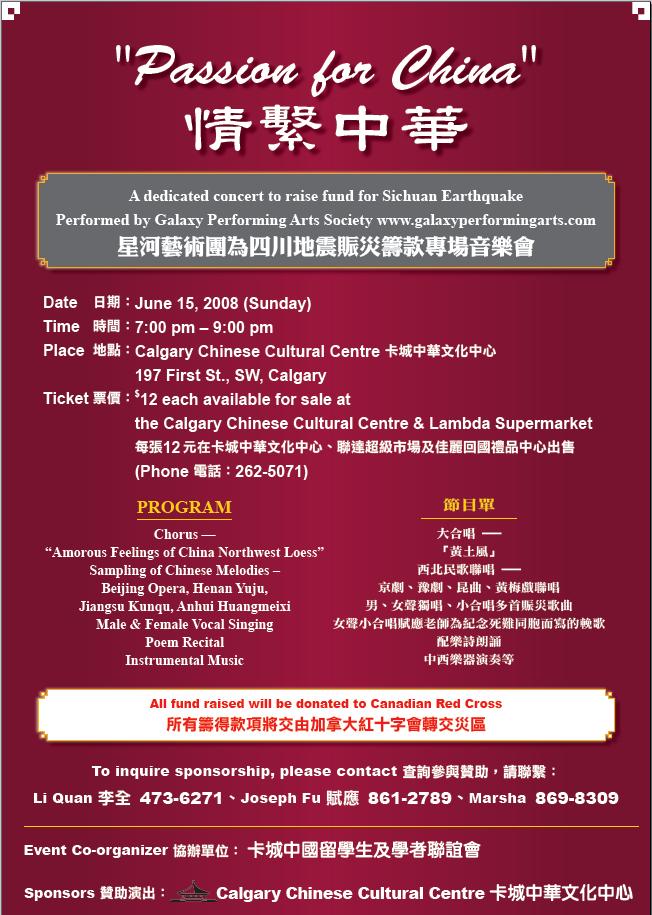 "Passion for China"
情繫中華
A dedicated concert to raise fund for Sichuan Earthquake
Performed by Galaxy Performing Arts Society www.galaxyperformingarts.com
星河藝術團為四川地震賑災籌款專場音樂會
Date 日期：June 15, 2008 (Sunday)
Time 時間：7:00 pm – 9:00 pm
Place 地點：Calgary Chinese Cultural Centre 卡城中華文化中心
197 First St., SW, Calgary
Ticket 票價：$12 each available for sale at
the Calgary Chinese Cultural Centre & Lambda Supermarket
每張12元在卡城中華文化中心、聯達超級市場及佳麗回國禮品中心出售
(Phone 電話：262-5071)
PROGRAM
Chorus —
“Amorous Feelings of China Northwest Loess”
Sampling of Chinese Melodies –
Beijing Opera, Henan Yuju,
Jiangsu Kunqu, Anhui Huangmeixi
Male & Female Vocal Singing
Poem Recital
Instrumental Music
節目單
大合唱 ──
『黃土風』
西北民歌聯唱 ──
京劇、豫劇、昆曲、黃梅戲聯唱
男、女聲獨唱、小合唱多首賑災歌曲
女聲小合唱賦應老師為紀念死難同胞而寫的輓歌
配樂詩朗誦
中西樂器演奏等
All fund raised will be donated to Canadian Red Cross
所有籌得款項將交由加拿大紅十字會轉交災區
To inquire sponsorship, please contact 查詢參與贊助，請聯繫：
Li Quan 李全 473-6271、Joseph Fu 賦應 861-2789、Marsha 869-8309
Event Co-organizer 協辦單位： 卡城中國留學生及學者聯誼會
Sponsors 贊助演出： Calgary Chinese Cultural Centre 卡城中華文化中心